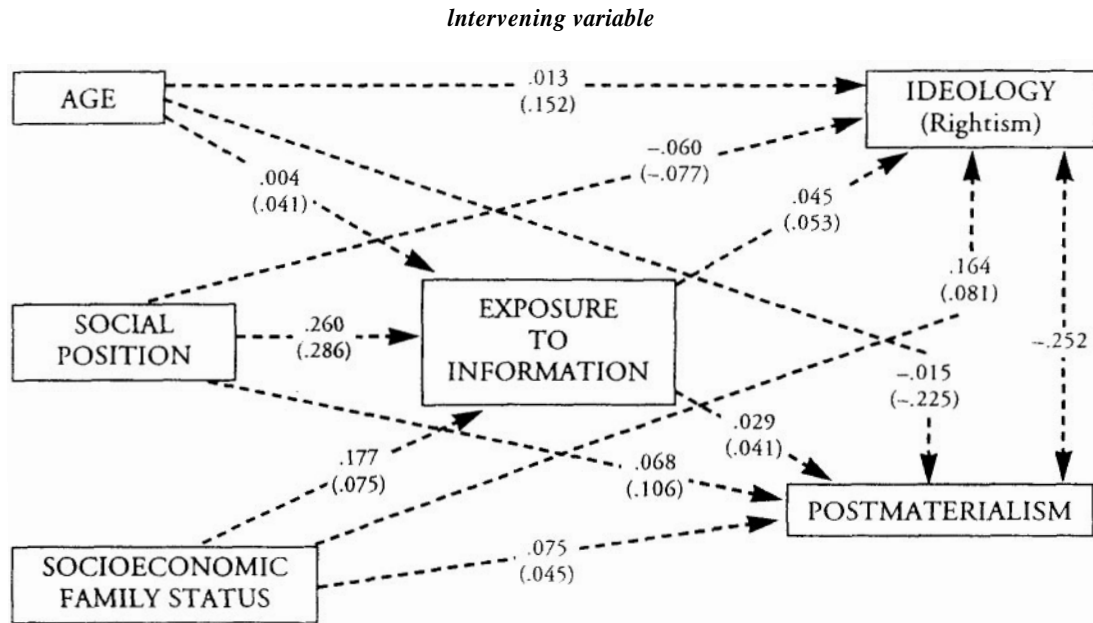 Intervening variable
AGE
.013
(.152)
IDEOLOGY
(Rightism)
–.060
(–.077)
.004
(.041)
.045
(.053)
.164
(.081)
SOCIAL
POSITION
.260
(.286)
EXPOSURE
TO
INFORMATION
–.252
–.015
(–.225)
.029
(.041)
.177
(.075)
.068
(.106)
POSTMATERIALISM
SOCIOECONOMIC
FAMILY STATUS
.075
(.045)